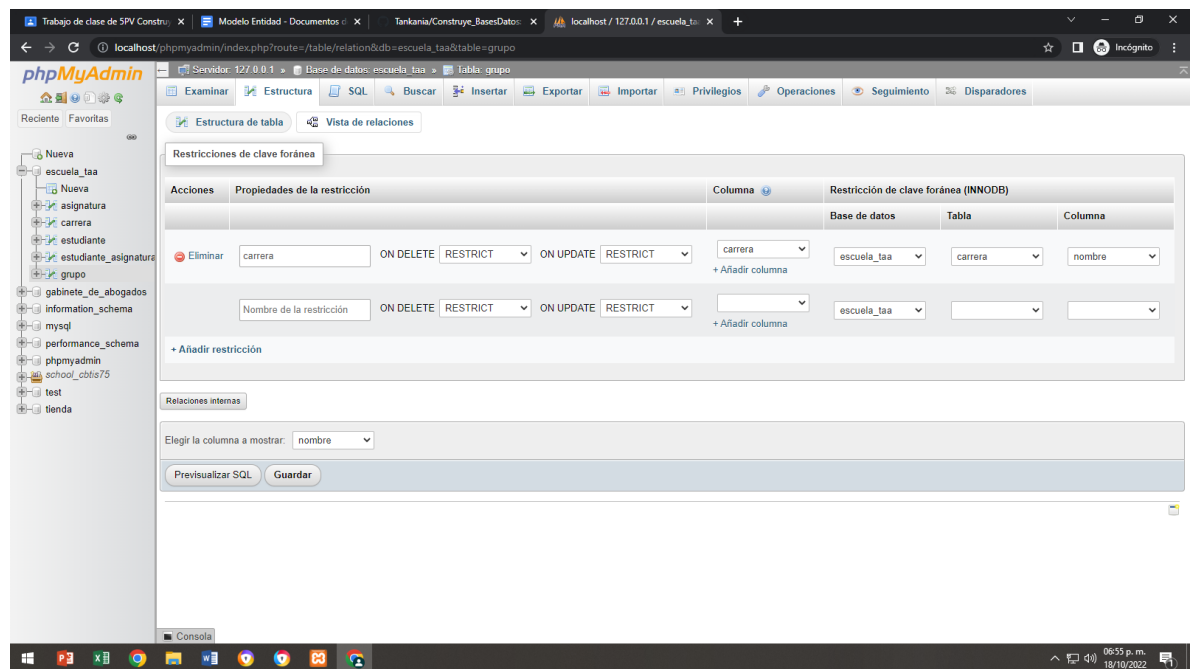 Trabajo de clase de 5PV Constru
Modelo Entidad - Documentos d
Tankania/Construye_BasesDatos
localhost / 127.0.0.1 / escuela_ta
localhost/phpmyadmin/index.php?route=/table/relation&db=escuela_taa&table=grupo
Incógnito
phpMyAdmin
Reciente Favoritas
Nueva
escuela_taa
Nueva
asignatura
carrera
estudiante
estudiante_asignatura
grupo
gabinete_de_abogados
information_schema
mysql
performance_schema
phpmyadmin
school_cbtis75
test
tienda
Servidor: 127.0.0.1 » Base de datos: escuela_taa » Tabla: grupo
Examinar Estructura SQL Buscar Insertar Exportar Importar Privilegios Operaciones Seguimiento Disparadores
Estructura de tabla Vista de relaciones
Restricciones de clave foránea
Acciones Propiedades de la restricción Columna Restricción de clave foránea (INNODB)
Base de datos Tabla Columna
Eliminar carrera ON DELETE RESTRICT ON UPDATE RESTRICT carrera escuela_taa carrera nombre
+ Añadir columna
Nombre de la restricción ON DELETE RESTRICT ON UPDATE RESTRICT escuela_taa
+ Añadir columna
+ Añadir restricción
Relaciones internas
Elegir la columna a mostrar: nombre
Previsualizar SQL Guardar
Consola
06:55 p. m.
18/10/2022